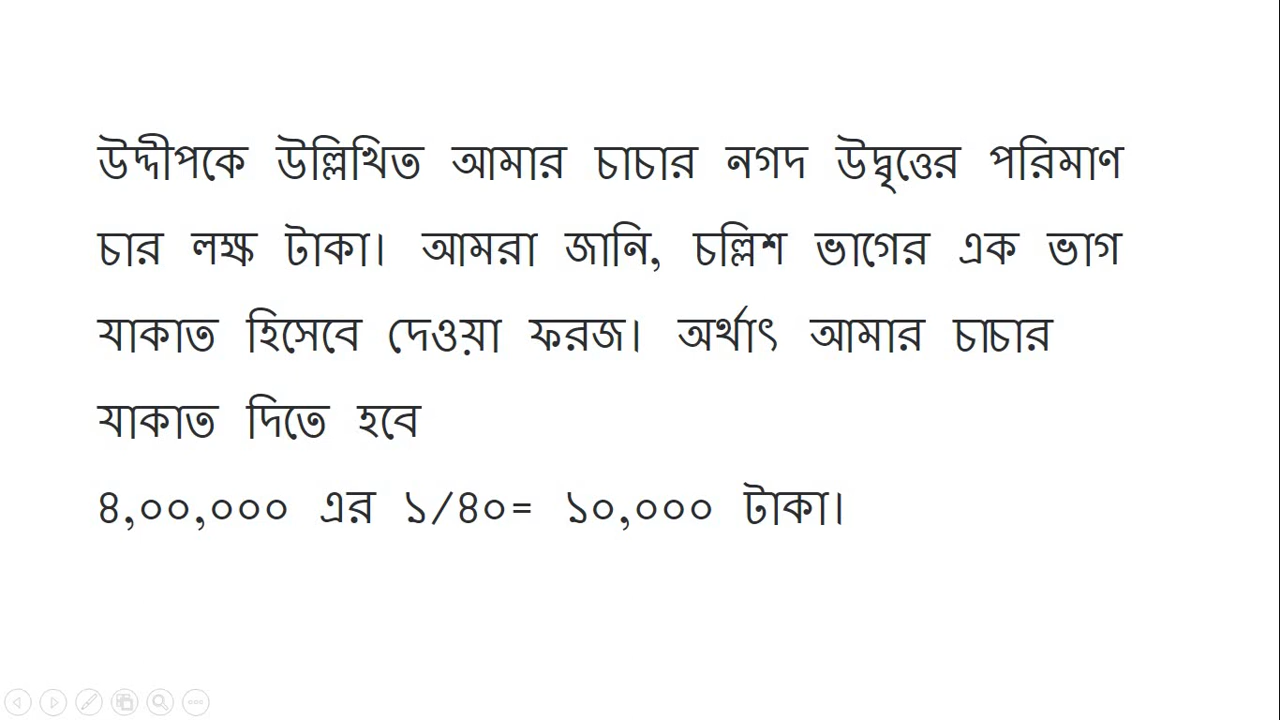 উদ্দীপকে উল্লিখিত আমার চাচার নগদ উদ্বৃত্তের পরিমাণ
চার লক্ষ টাকা। আমরা জানি, চল্লিশ ভাগের এক ভাগ
যাকাত হিসেবে দেওয়া ফরজ। অর্থাৎ আমার চাচার
যাকাত দিতে হবে
৪,০০,০০০ এর ১/৪০= ১০,০০০ টাকা।